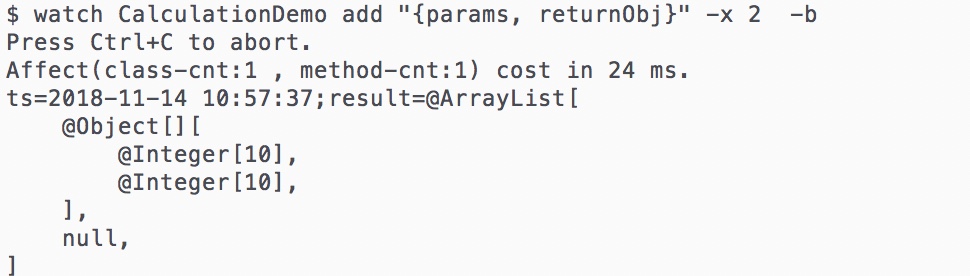 $ watch CalculationDemo add "{params, returnObj}" -x 2  -b
Press Ctrl+C to abort.
Affect(class-cnt:1 , method-cnt:1) cost in 24 ms.
ts=2018-11-14 10:57:37;result=@ArrayList[
    @Object[][
        @Integer[10],
        @Integer[10],
    ],
    null,
]